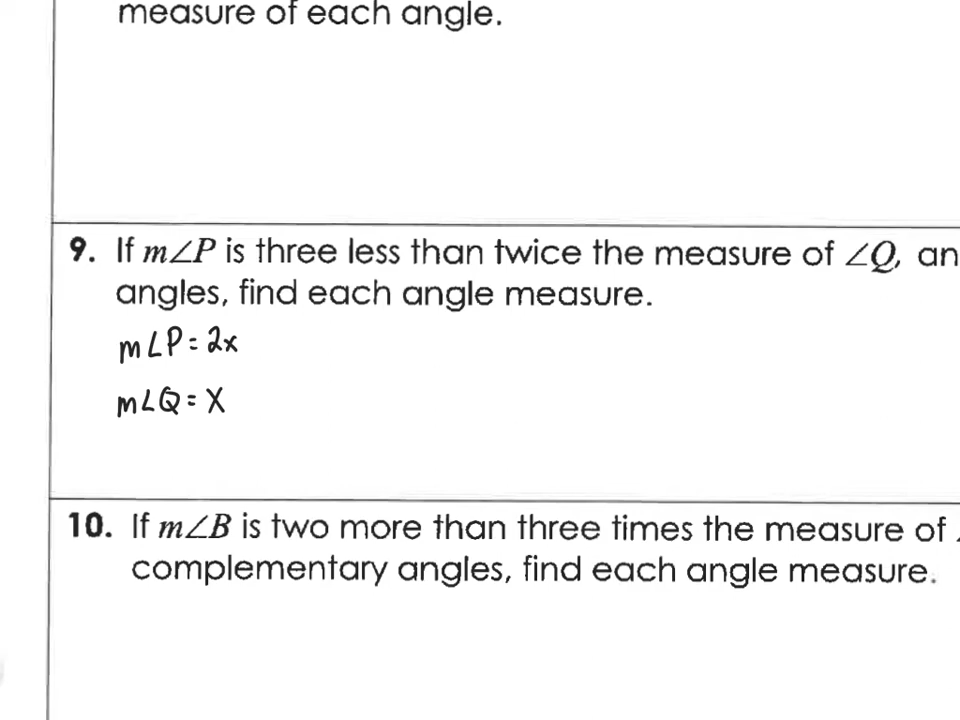 measure of each angle.
9. If m∠P is three less than twice the measure of ∠Q, an
angles, find each angle measure.
m∠P = 2x
m∠Q = x
10. If m∠B is two more than three times the measure of
complementary angles, find each angle measure.